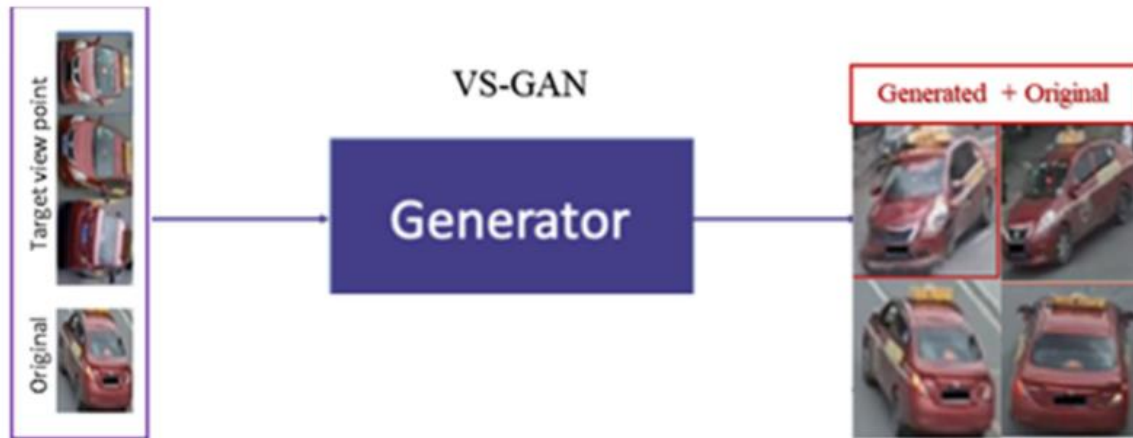 Target view point
Original
VS-GAN
Generator
Generated + Original